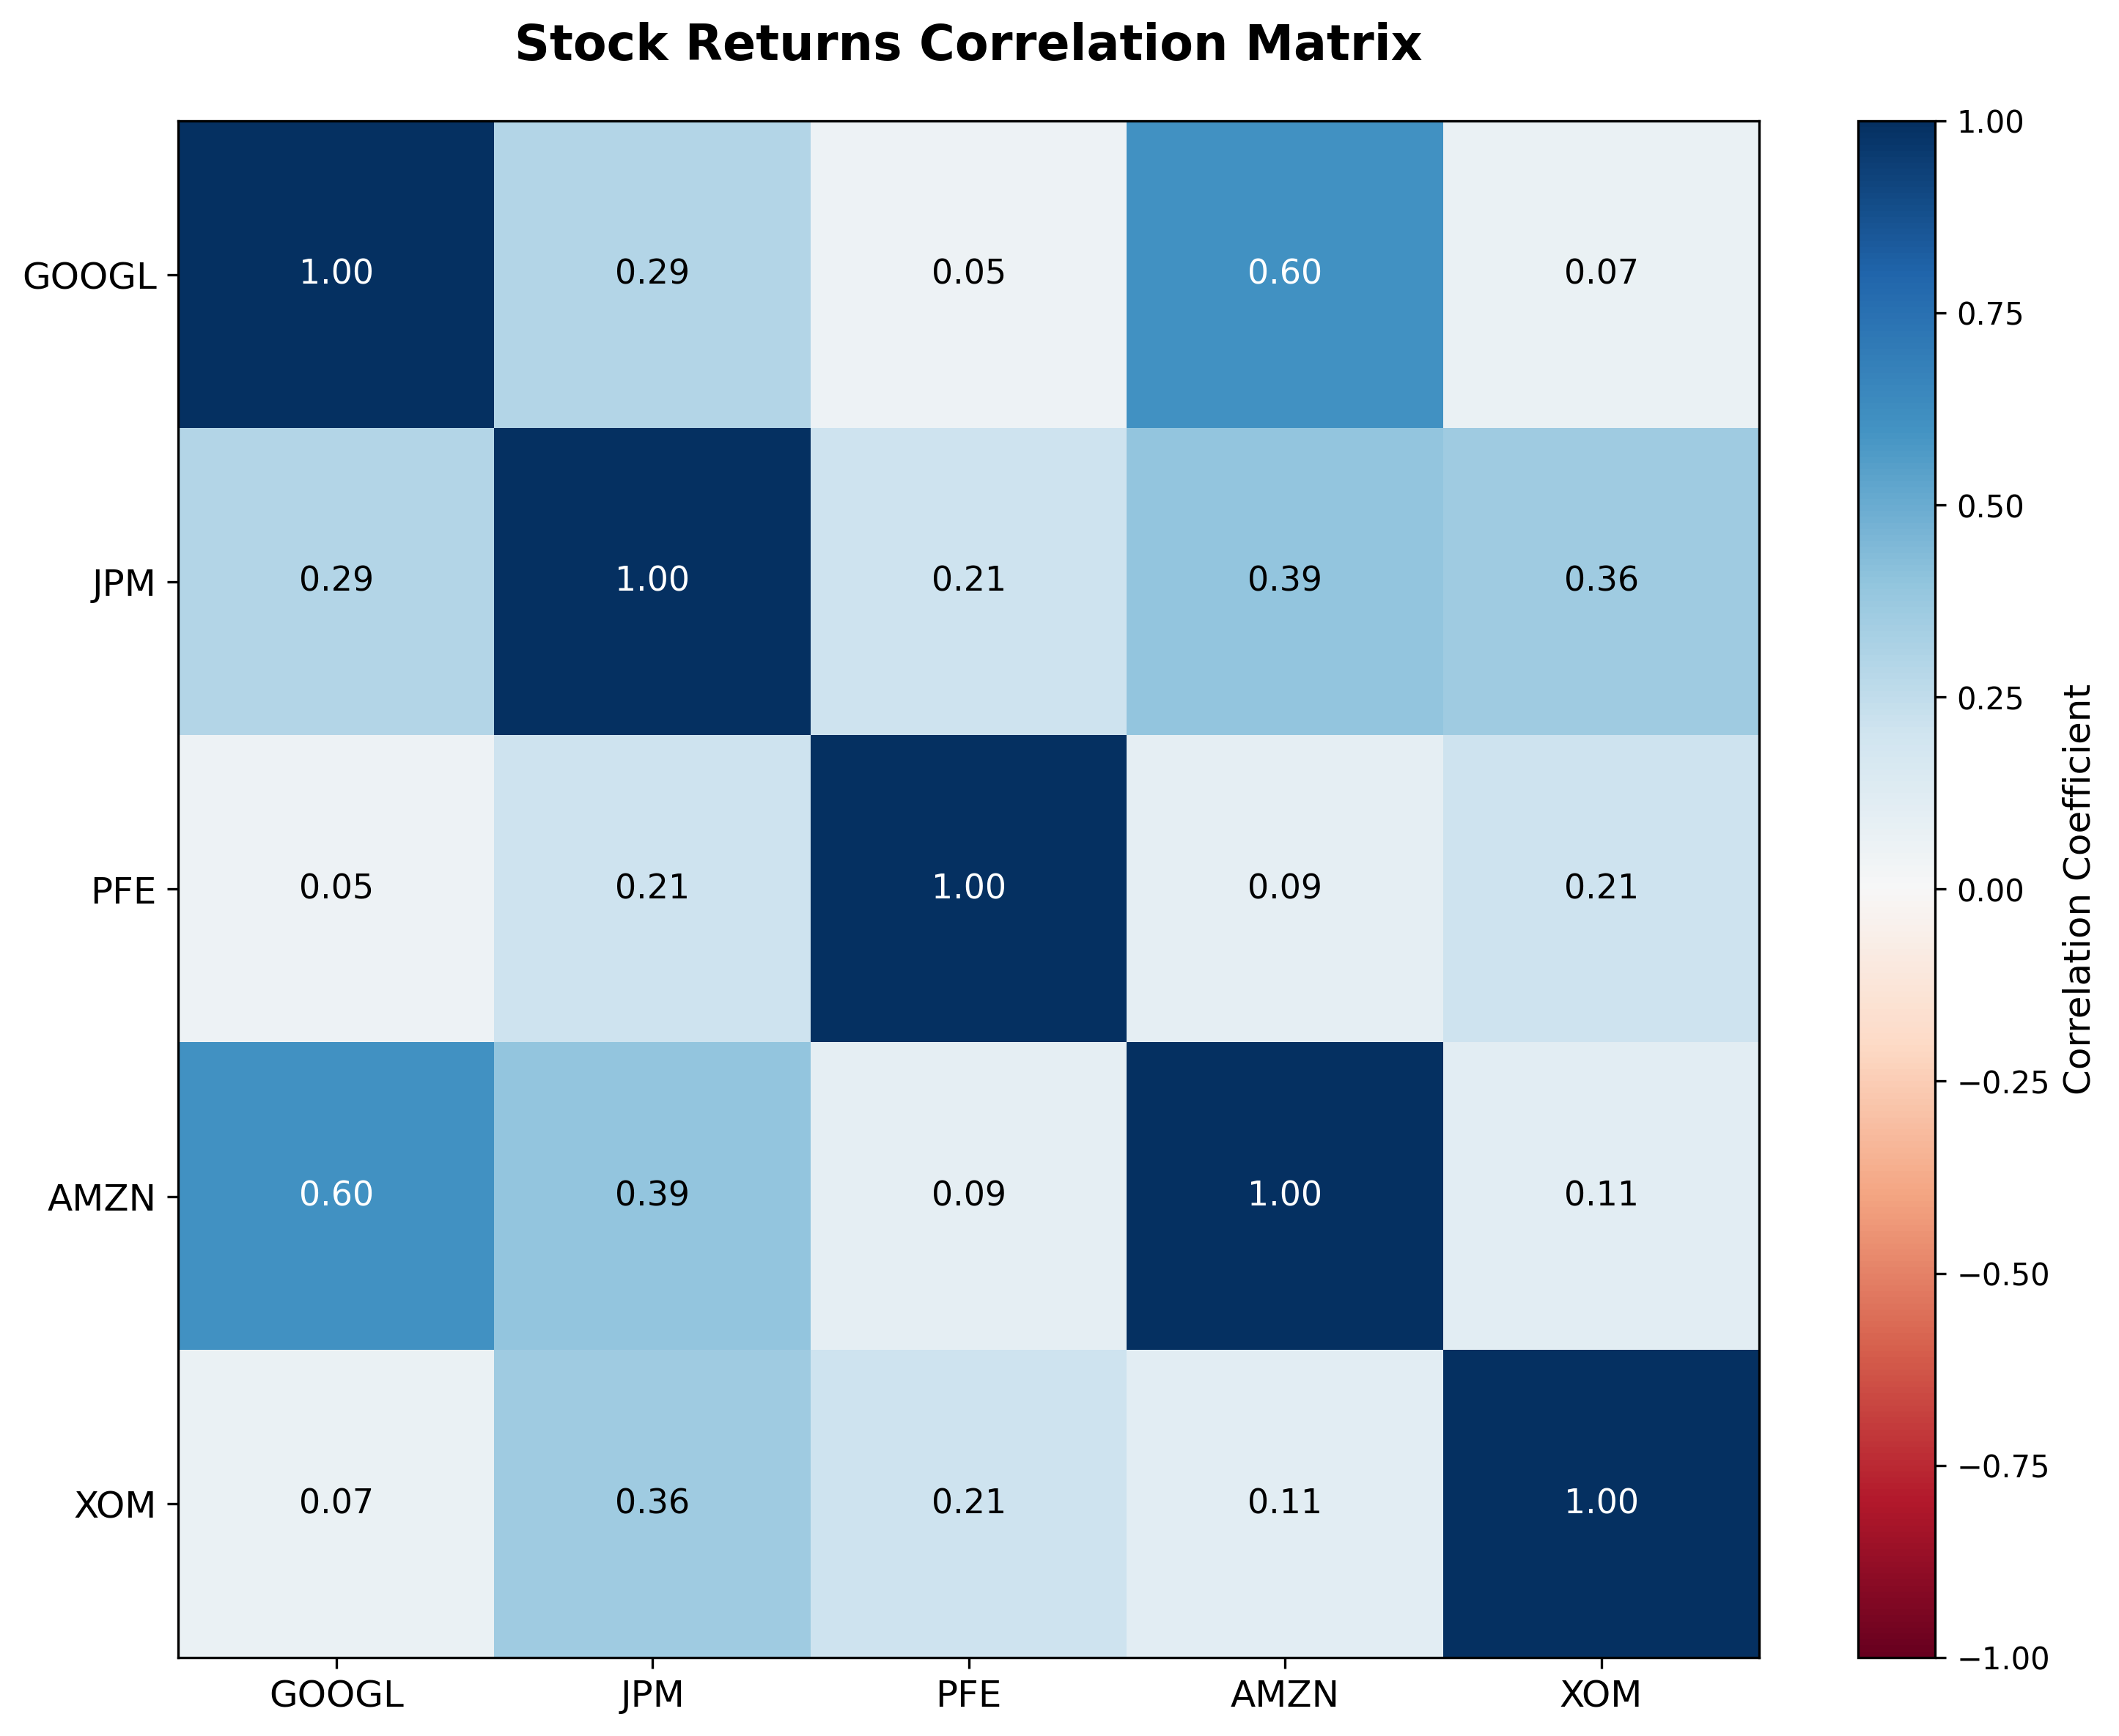 Stock Returns Correlation Matrix
GOOGL 1.00 0.29 0.05 0.60 0.07
JPM 0.29 1.00 0.21 0.39 0.36
PFE 0.05 0.21 1.00 0.09 0.21
AMZN 0.60 0.39 0.09 1.00 0.11
XOM 0.07 0.36 0.21 0.11 1.00
GOOGL JPM PFE AMZN XOM
1.00
0.75
0.50
0.25
0.00
−0.25
−0.50
−0.75
−1.00
Correlation Coefficient